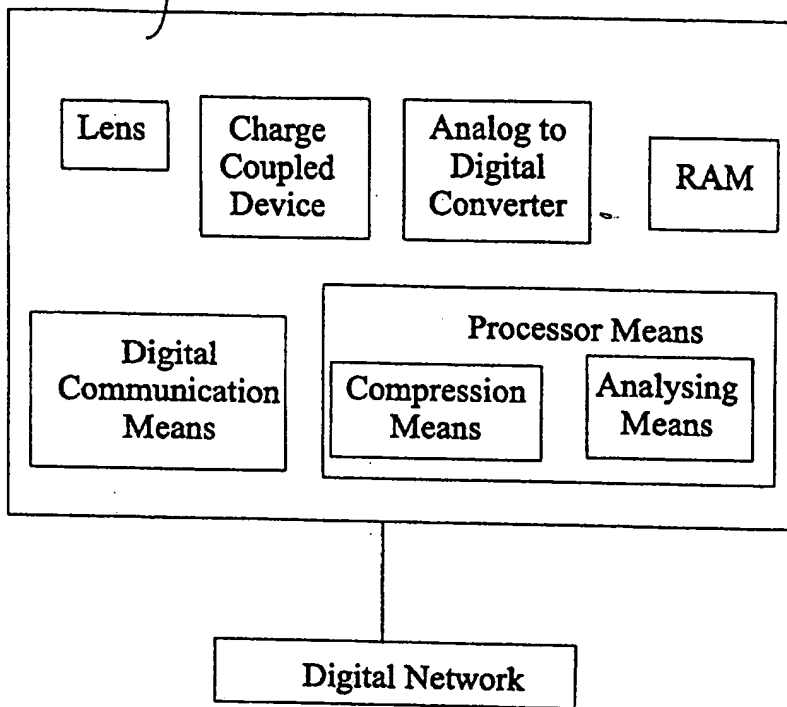 Lens
Charge
Coupled
Device
Analog to
Digital
Converter
RAM
Digital
Communication
Means
Processor Means
Compression
Means
Analysing
Means
Digital Network